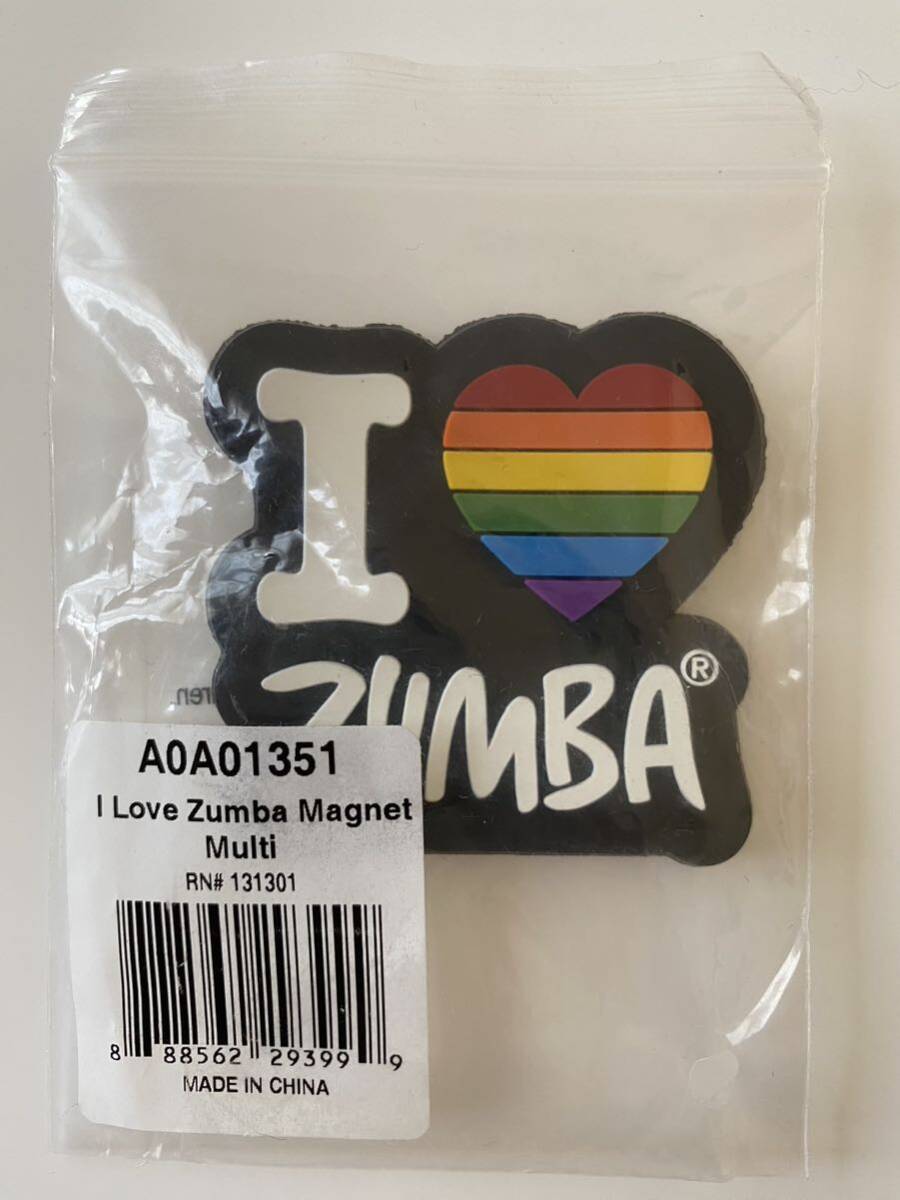 I
ZUMBA®
A0A01351
I Love Zumba Magnet
Multi
RN# 131301
8 88562 29399 9
MADE IN CHINA